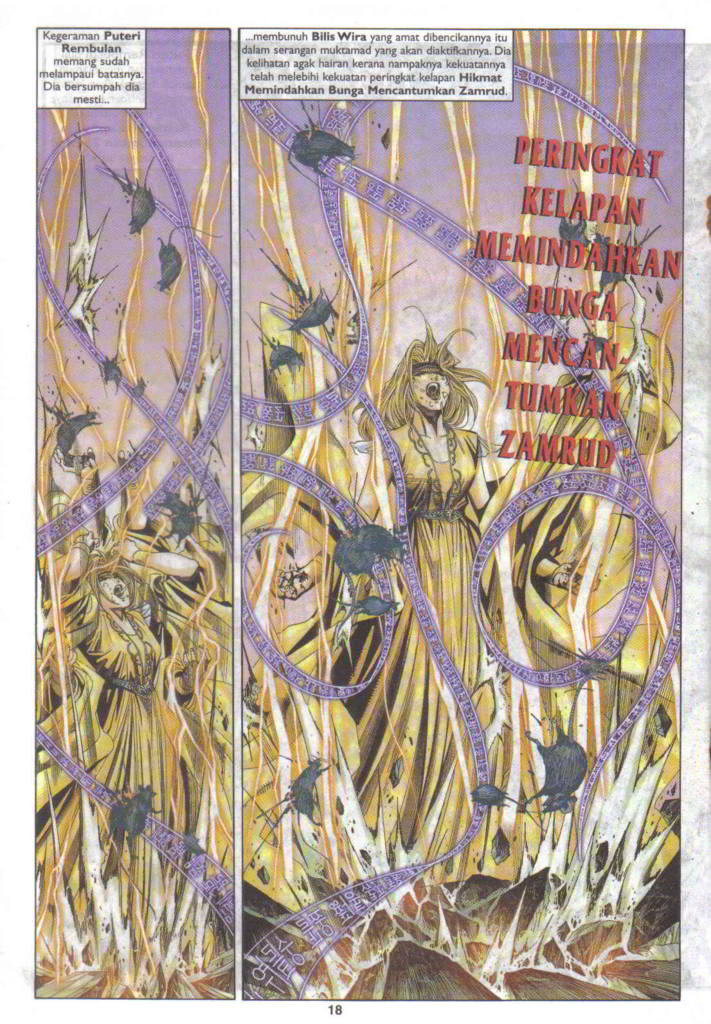 Kegeraman Puteri
Rembulan
memang sudah
melampaui batasnya.
Dia bersumpah dia
mesti...
...membunuh Bilis Wira yang amat dibencikannya itu
dalam serangan muktamad yang akan diaktifkannya. Dia
kelihatan agak hairan kerana nampaknya kekuatannya
telah melebihi kekuatan peringkat kelapan Hikmat
Memindahkan Bunga Mencantumkan Zamrud.
PERINGKAT
KELAPAN
MEMINDAHKAN
BUNGA
MENCAN-
TUMKAN
ZAMRUD
18